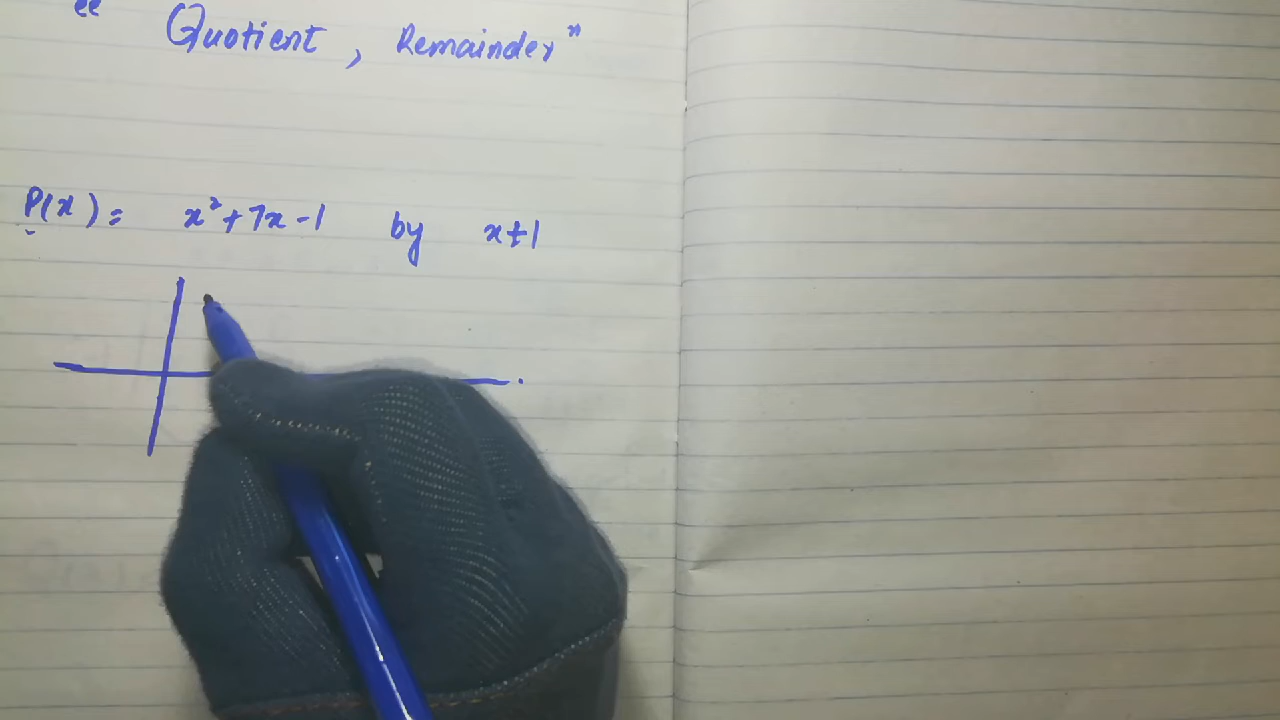 “ Quotient, Remainder”
P(x) = x² + 7x - 1 by x+1